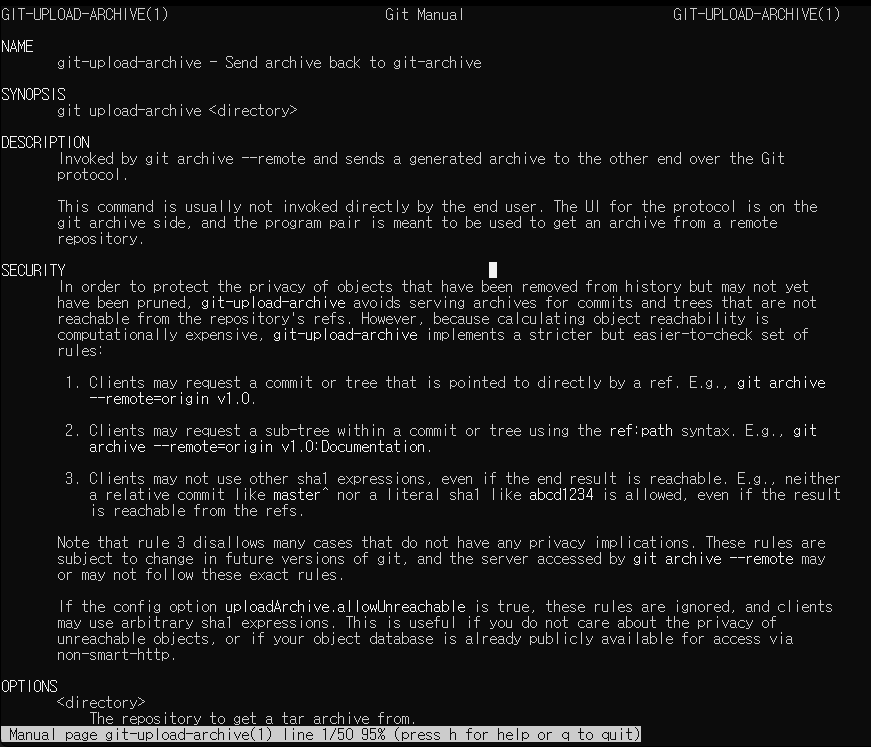 GIT-UPLOAD-ARCHIVE(1) Git Manual GIT-UPLOAD-ARCHIVE(1)
NAME
git-upload-archive - Send archive back to git-archive
SYNOPSIS
git upload-archive <directory>
DESCRIPTION
Invoked by git archive --remote and sends a generated archive to the other end over the Git
protocol.
This command is usually not invoked directly by the end user. The UI for the protocol is on the
git archive side, and the program pair is meant to be used to get an archive from a remote
repository.
SECURITY
In order to protect the privacy of objects that have been removed from history but may not yet
have been pruned, git-upload-archive avoids serving archives for commits and trees that are not
reachable from the repository's refs. However, because calculating object reachability is
computationally expensive, git-upload-archive implements a stricter but easier-to-check set of
rules:
1. Clients may request a commit or tree that is pointed to directly by a ref. E.g., git archive
--remote=origin v1.0.
2. Clients may request a sub-tree within a commit or tree using the ref:path syntax. E.g., git
archive --remote=origin v1.0:Documentation.
3. Clients may not use other sha1 expressions, even if the end result is reachable. E.g., neither
a relative commit like master^ nor a literal sha1 like abcd1234 is allowed, even if the result
is reachable from the refs.
Note that rule 3 disallows many cases that do not have any privacy implications. These rules are
subject to change in future versions of git, and the server accessed by git archive --remote may
or may not follow these exact rules.
If the config option uploadArchive.allowUnreachable is true, these rules are ignored, and clients
may use arbitrary sha1 expressions. This is useful if you do not care about the privacy of
unreachable objects, or if your object database is already publicly available for access via
non-smart-http.
OPTIONS
<directory>
The repository to get a tar archive from.
Manual page git-upload-archive(1) line 1/50 95% (press h for help or q to quit)